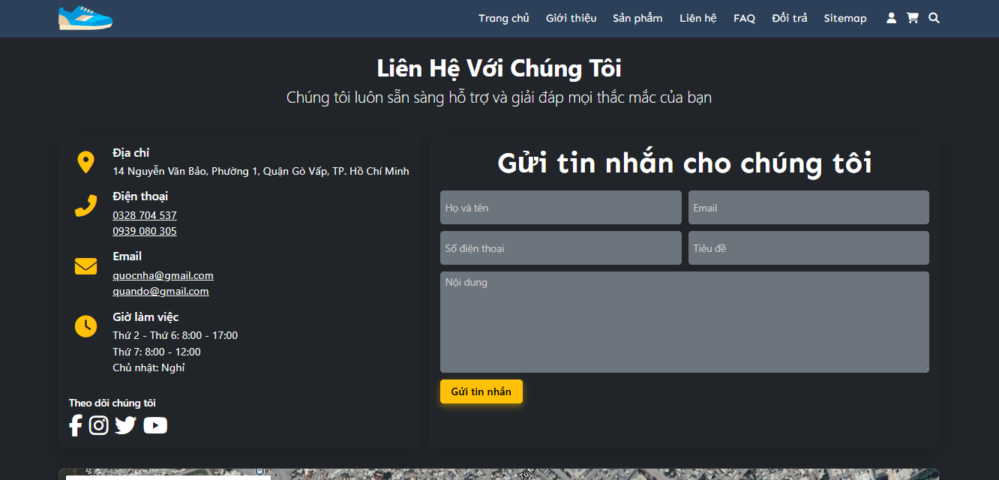 Trang chủ Giới thiệu Sản phẩm Liên hệ FAQ Đổi trả Sitemap
Liên Hệ Với Chúng Tôi
Chúng tôi luôn sẵn sàng hỗ trợ và giải đáp mọi thắc mắc của bạn
Địa chỉ
14 Nguyễn Văn Bảo, Phường 1, Quận Gò Vấp, TP. Hồ Chí Minh
Điện thoại
0328 704 537
0939 080 305
Email
quocnha@gmail.com
quando@gmail.com
Giờ làm việc
Thứ 2 - Thứ 6: 8:00 - 17:00
Thứ 7: 8:00 - 12:00
Chủ nhật: Nghỉ
Theo dõi chúng tôi
Gửi tin nhắn cho chúng tôi
Họ và tên Email
Số điện thoại Tiêu đề
Nội dung
Gửi tin nhắn